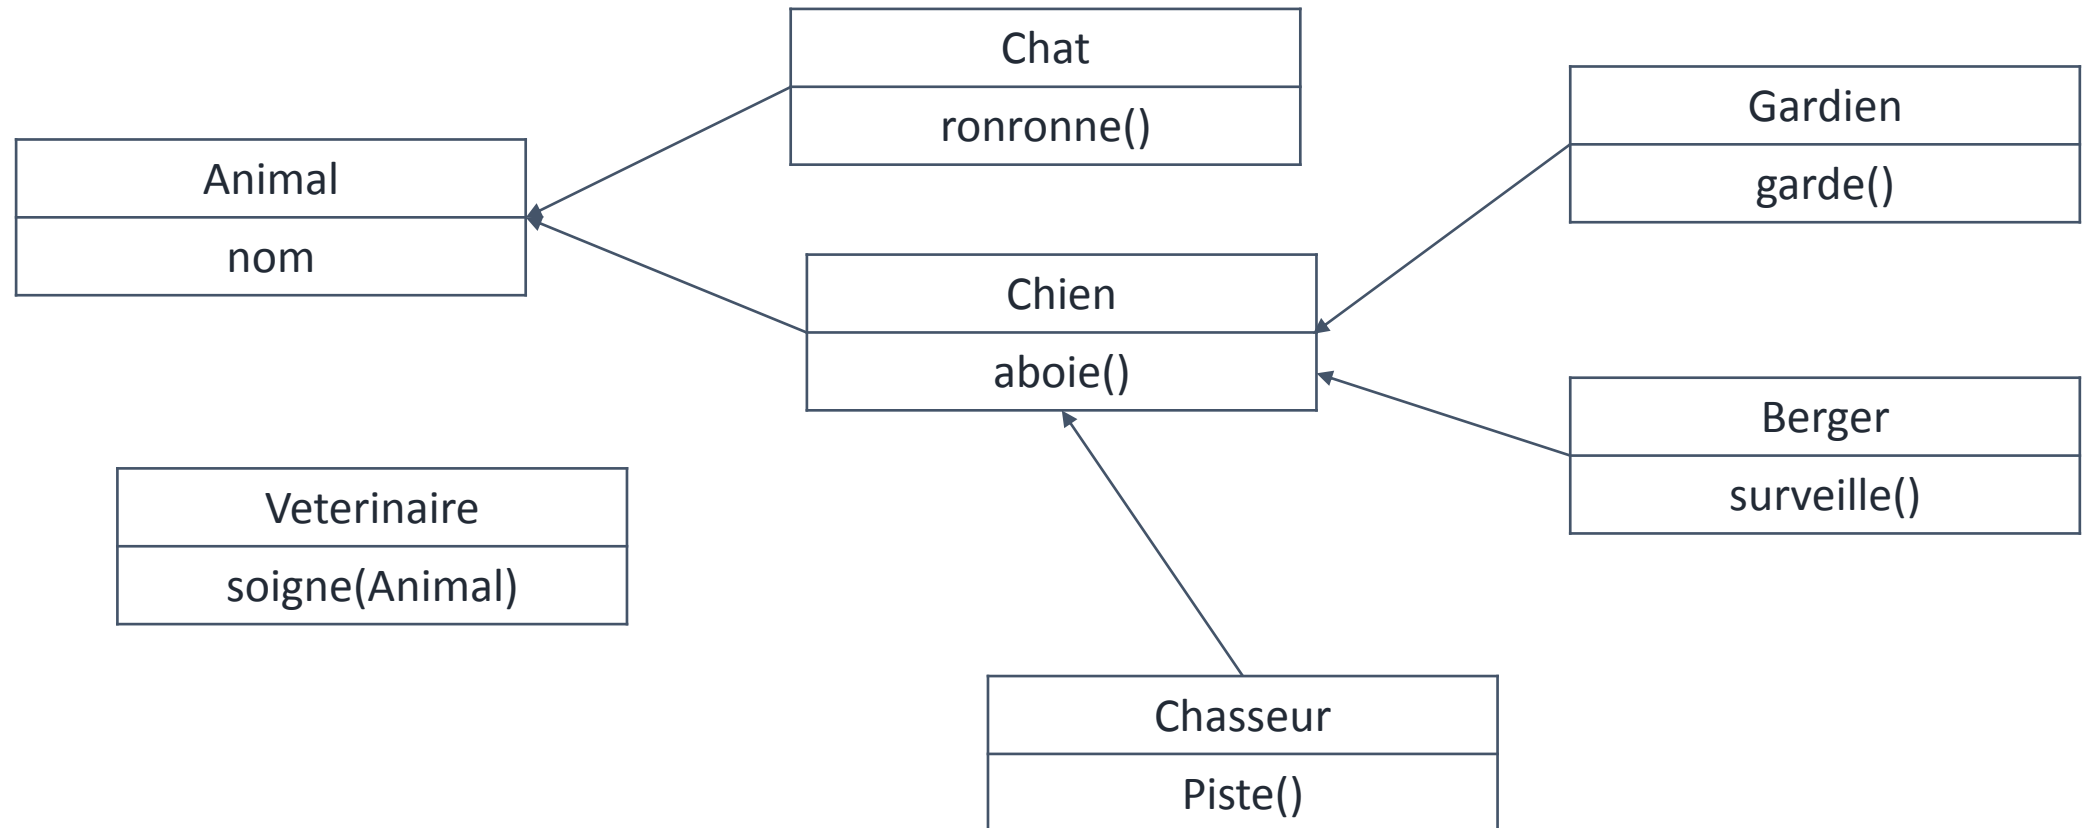 Chat
ronronne()
Gardien
garde()
Animal
nom
Chien
aboie()
Berger
surveille()
Veterinaire
soigne(Animal)
Chasseur
Piste()